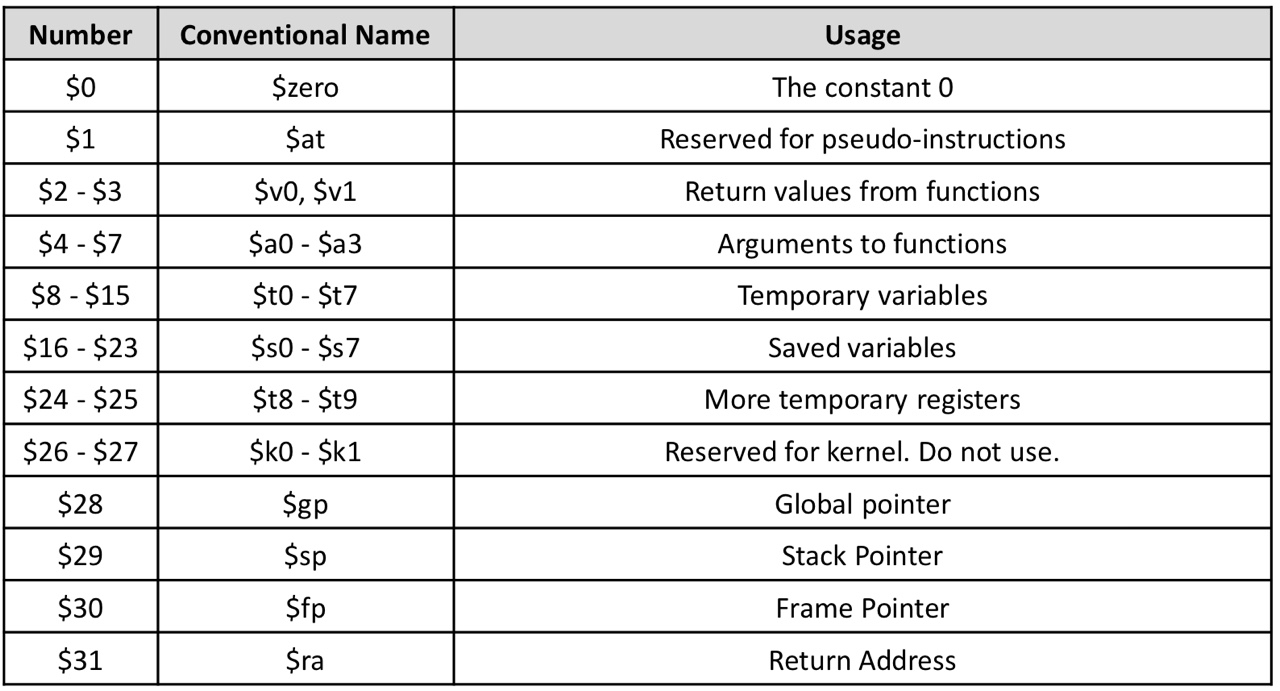 Number Conventional Name Usage
$0 $zero The constant 0
$1 $at Reserved for pseudo-instructions
$2 - $3 $v0, $v1 Return values from functions
$4 - $7 $a0 - $a3 Arguments to functions
$8 - $15 $t0 - $t7 Temporary variables
$16 - $23 $s0 - $s7 Saved variables
$24 - $25 $t8 - $t9 More temporary registers
$26 - $27 $k0 - $k1 Reserved for kernel. Do not use.
$28 $gp Global pointer
$29 $sp Stack Pointer
$30 $fp Frame Pointer
$31 $ra Return Address